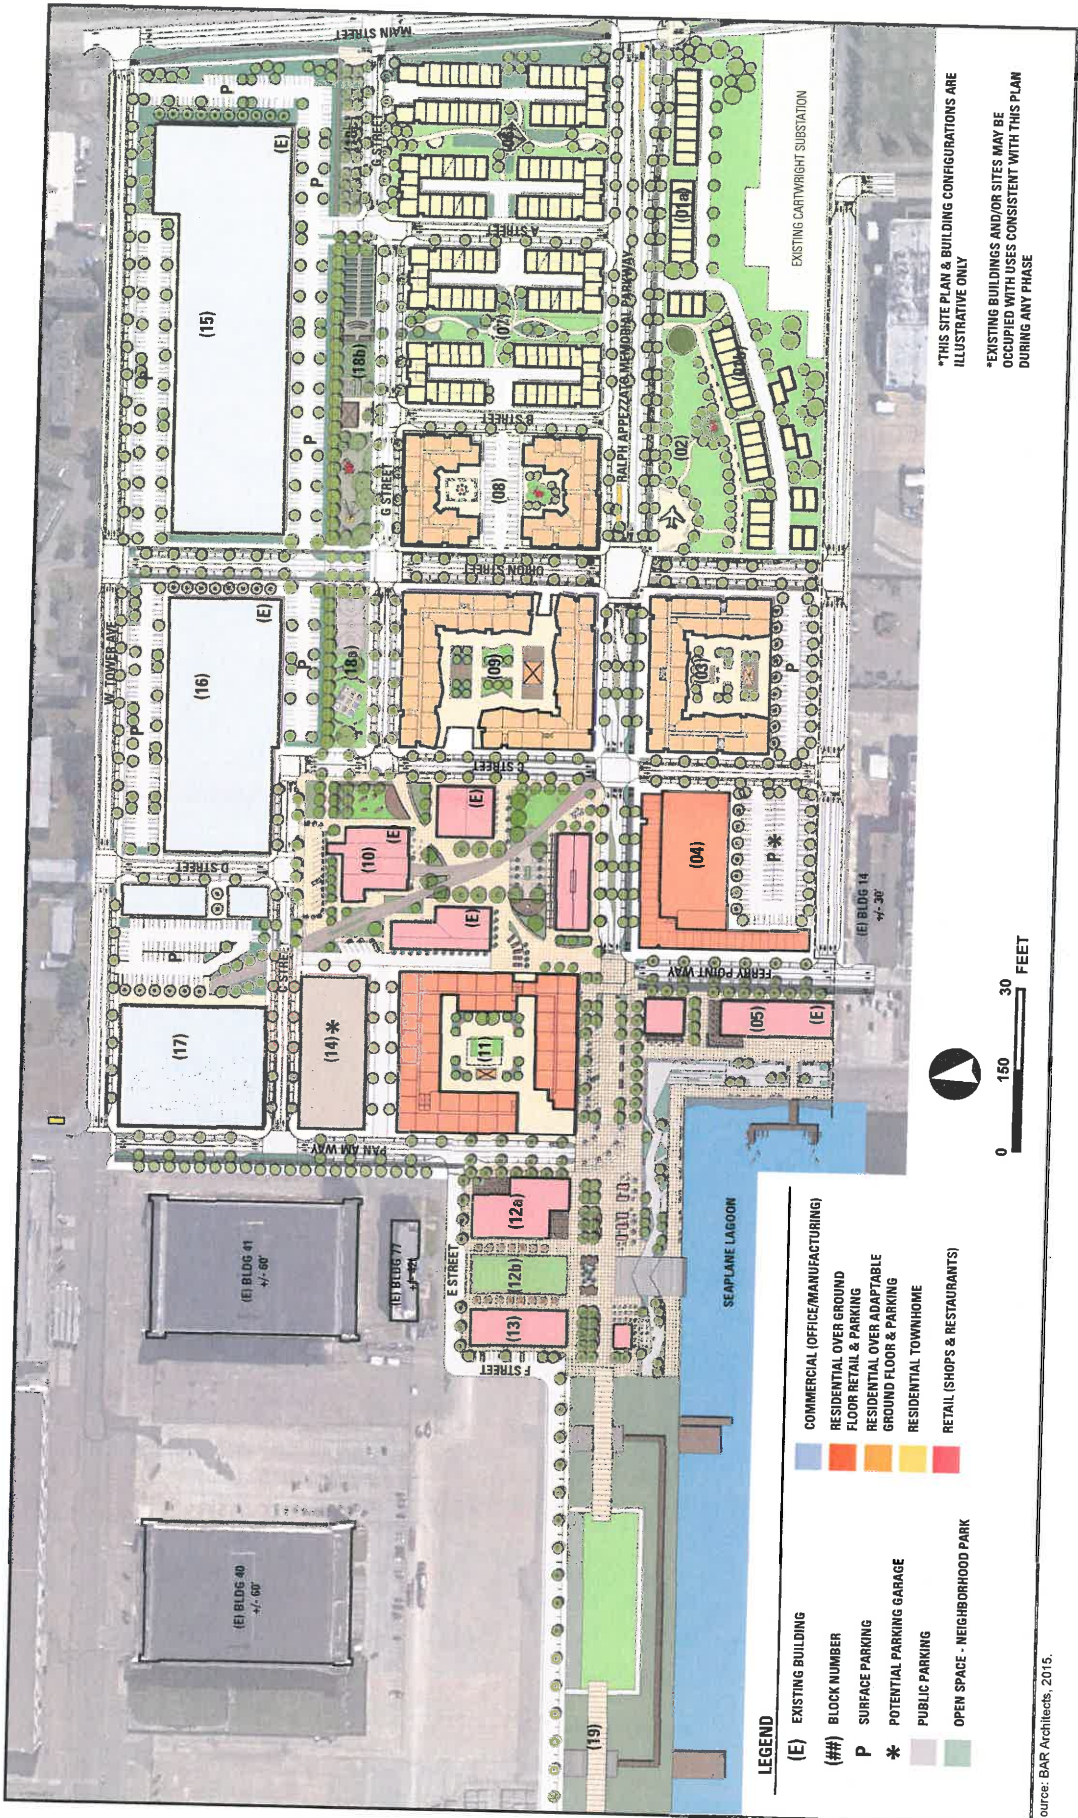 MAIN STREET
W. TOWER AVE
(15)
(E)
P
P
P
P
P
P
G STREET
(18b)
G STREET
A STREET
(07)
B STREET
(08)
RALPH APPEZZATO MEMORIAL PARKWAY
(01a)
(02)
EXISTING CARTWRIGHT SUBSTATION
ORION STREET
(16)
(E)
P
P
P
(18a)
(09)
(03)
P
C STREET
D STREET
(10)
(E)
(E)
(E)
(04)
P *
(E) BLDG 14
+/- 30'
FERRY POINT WAY
P
(17)
(14) *
(11)
(05)
(E)
PAN AM WAY
(E) BLDG 41
+/- 60'
(E) BLDG 77
E STREET
(12a)
(12b)
(13)
F STREET
(E) BLDG 40
+/- 60'
(19)
SEAPLANE LAGOON
*THIS SITE PLAN & BUILDING CONFIGURATIONS ARE
ILLUSTRATIVE ONLY
*EXISTING BUILDINGS AND/OR SITES MAY BE
OCCUPIED WITH USES CONSISTENT WITH THIS PLAN
DURING ANY PHASE
0 150 30
FEET
LEGEND
(E) EXISTING BUILDING
(##) BLOCK NUMBER
P SURFACE PARKING
* POTENTIAL PARKING GARAGE
PUBLIC PARKING
OPEN SPACE - NEIGHBORHOOD PARK
COMMERCIAL (OFFICE/MANUFACTURING)
RESIDENTIAL OVER GROUND
FLOOR RETAIL & PARKING
RESIDENTIAL OVER ADAPTABLE
GROUND FLOOR & PARKING
RESIDENTIAL TOWNHOME
RETAIL (SHOPS & RESTAURANTS)
ource: BAR Architects, 2015.